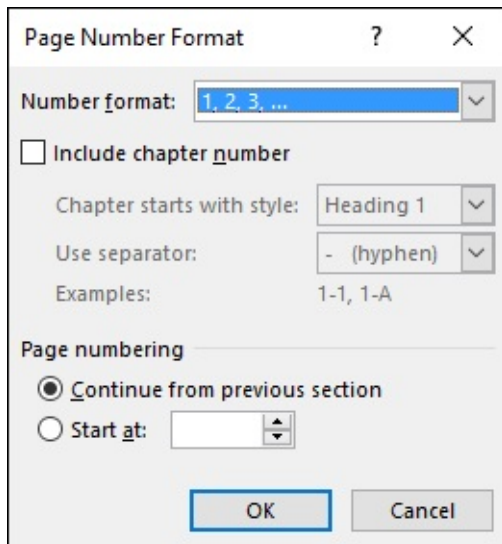 Page Number Format ?
Number format: 1, 2, 3, ...
Include chapter number
Chapter starts with style: Heading 1
Use separator: - (hyphen)
Examples: 1-1, 1-A
Page numbering
Continue from previous section
Start at:
OK Cancel